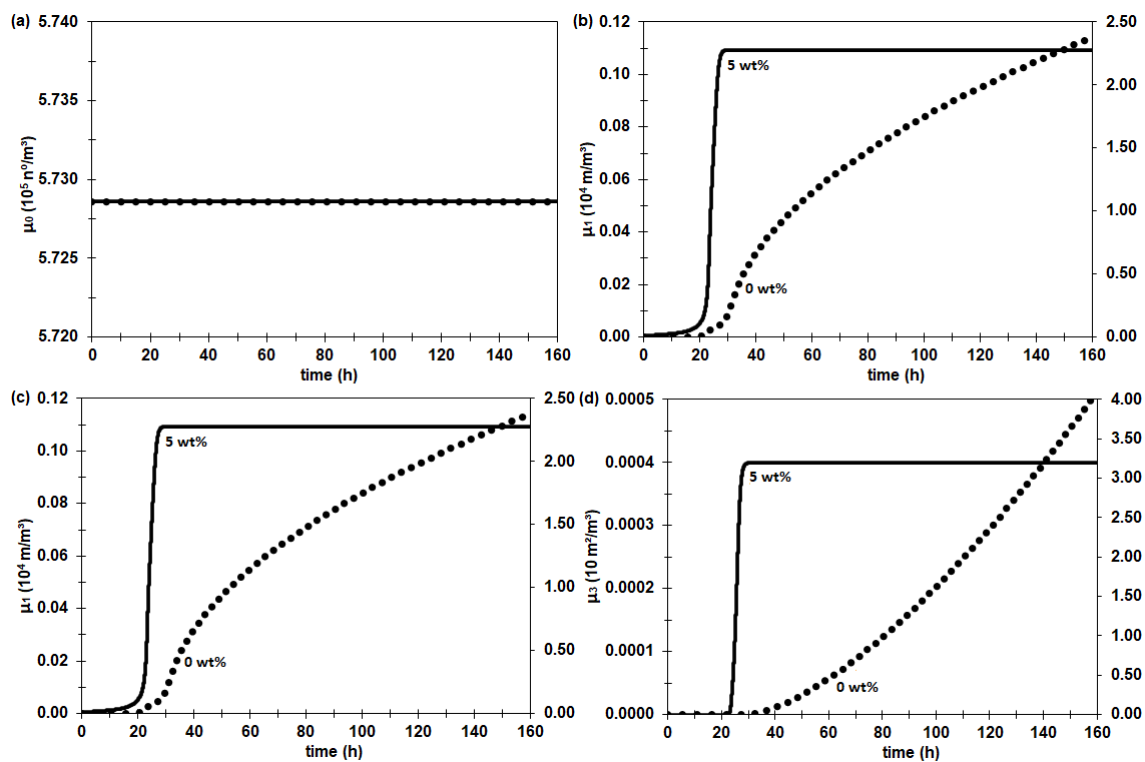 (a)
5.740
5.735
5.730
5.725
5.720
μ₀ (10⁵ nº/m³)
0 20 40 60 80 100 120 140 160
time (h)
(b)
0.12
0.10
0.08
0.06
0.04
0.02
0.00
μ₁ (10⁴ m/m³)
5 wt%
0 wt%
2.50
2.00
1.50
1.00
0.50
0.00
0 20 40 60 80 100 120 140 160
time (h)
(c)
0.12
0.10
0.08
0.06
0.04
0.02
0.00
μ₁ (10⁴ m/m³)
5 wt%
0 wt%
2.50
2.00
1.50
1.00
0.50
0.00
0 20 40 60 80 100 120 140 160
time (h)
(d)
0.0005
0.0004
0.0003
0.0002
0.0001
0.0000
μ₃ (10 m²/m³)
5 wt%
0 wt%
4.00
3.50
3.00
2.50
2.00
1.50
1.00
0.50
0.00
0 20 40 60 80 100 120 140 160
time (h)